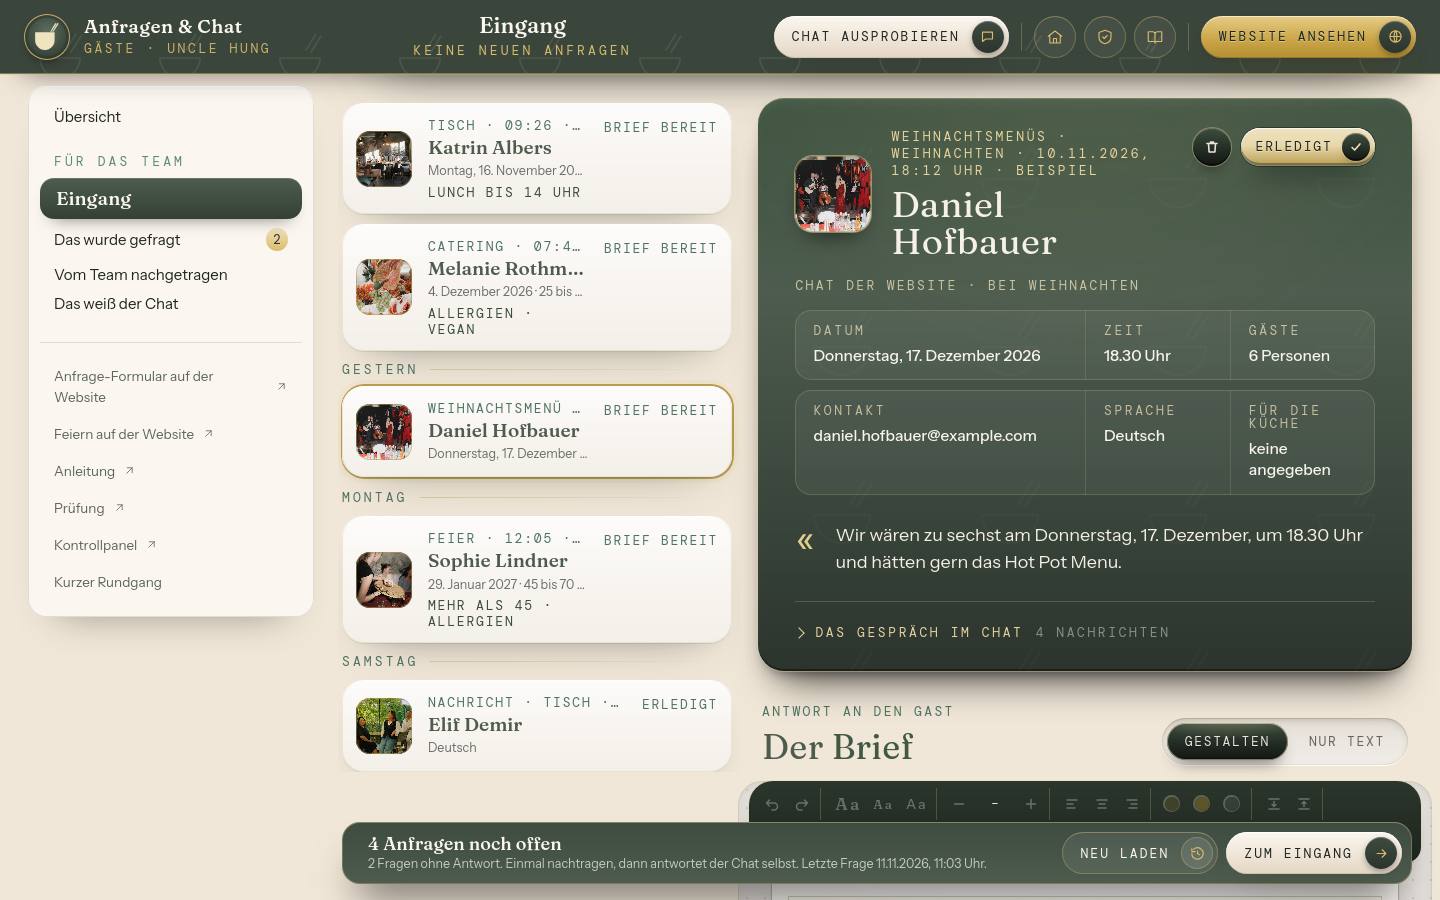 Anfragen & Chat
GÄSTE · UNCLE HUNG
Eingang
KEINE NEUEN ANFRAGEN
CHAT AUSPROBIEREN
WEBSITE ANSEHEN
Übersicht
FÜR DAS TEAM
Eingang
Das wurde gefragt
2
Vom Team nachgetragen
Das weiß der Chat
Anfrage-Formular auf der
Website
Feiern auf der Website
Anleitung
Prüfung
Kontrollpanel
Kurzer Rundgang
TISCH · 09:26 ·…
BRIEF BEREIT
Katrin Albers
Montag, 16. November 20…
LUNCH BIS 14 UHR
CATERING · 07:4…
BRIEF BEREIT
Melanie Rothm…
4. Dezember 2026 · 25 bis …
ALLERGIEN ·
VEGAN
GESTERN
WEIHNACHTSMENÜ …
BRIEF BEREIT
Daniel Hofbauer
Donnerstag, 17. Dezember …
MONTAG
FEIER · 12:05 ·…
BRIEF BEREIT
Sophie Lindner
29. Januar 2027 · 45 bis 70 …
MEHR ALS 45 ·
ALLERGIEN
SAMSTAG
NACHRICHT · TISCH ·…
ERLEDIGT
Elif Demir
Deutsch
WEIHNACHTSMENÜS ·
WEIHNACHTEN · 10.11.2026,
18:12 UHR · BEISPIEL
ERLEDIGT
Daniel
Hofbauer
CHAT DER WEBSITE · BEI WEIHNACHTEN
DATUM
Donnerstag, 17. Dezember 2026
ZEIT
18.30 Uhr
GÄSTE
6 Personen
KONTAKT
daniel.hofbauer@example.com
SPRACHE
Deutsch
FÜR DIE
KÜCHE
keine
angegeben
« Wir wären zu sechst am Donnerstag, 17. Dezember, um 18.30 Uhr
und hätten gern das Hot Pot Menu.
DAS GESPRÄCH IM CHAT 4 NACHRICHTEN
ANTWORT AN DEN GAST
Der Brief
GESTALTEN
NUR TEXT
Aa Aa Aa − – +
4 Anfragen noch offen
2 Fragen ohne Antwort. Einmal nachtragen, dann antwortet der Chat selbst. Letzte Frage 11.11.2026, 11:03 Uhr.
NEU LADEN
ZUM EINGANG